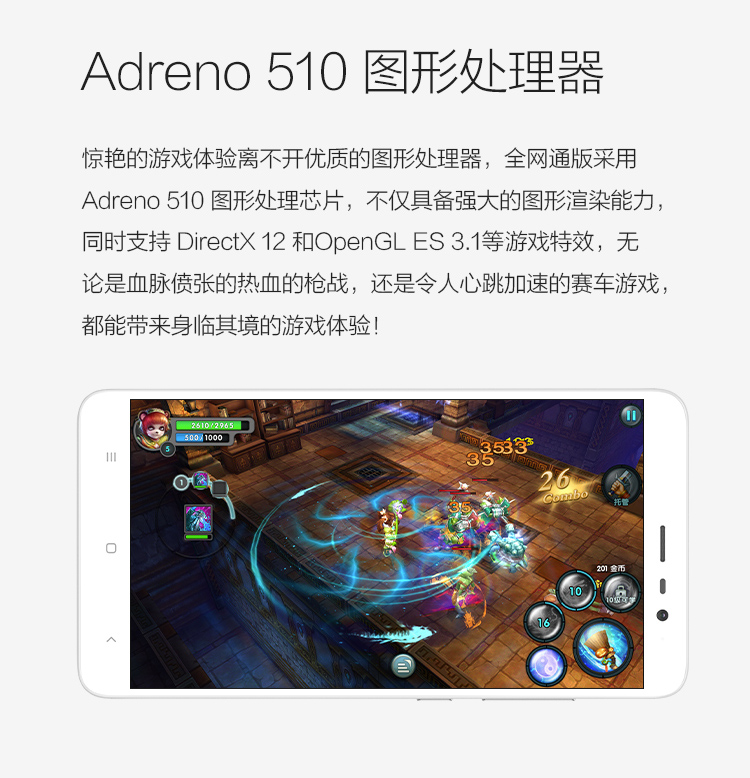 Adreno 510 图形处理器
惊艳的游戏体验离不开优质的图形处理器，全网通版采用
Adreno 510 图形处理芯片，不仅具备强大的图形渲染能力，
同时支持 DirectX 12 和OpenGL ES 3.1等游戏特效，无
论是血脉偾张的热血的枪战，还是令人心跳加速的赛车游戏，
都能带来身临其境的游戏体验！
2610/2965
500/1000
5
1
3533
35
35
26
Combo
托管
201 金币
10
16